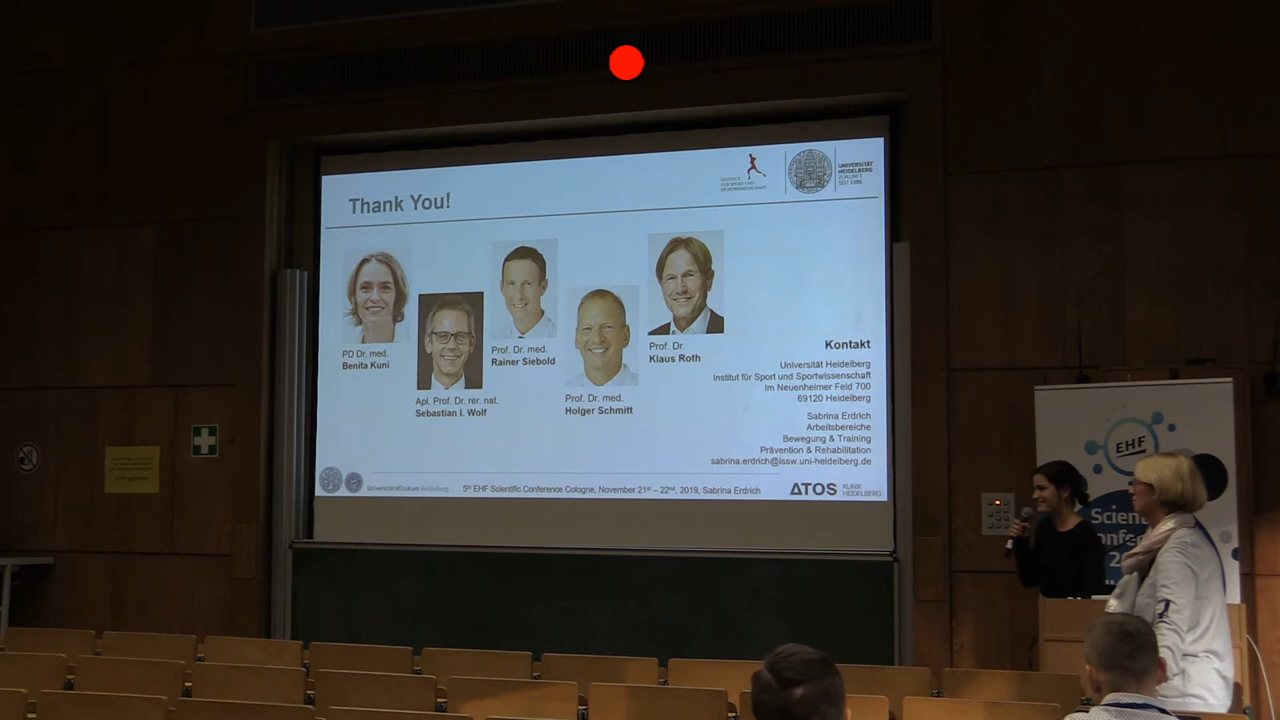 Thank You!
UNIVERSITÄT
HEIDELBERG
ZUKUNFT
SEIT 1386
PD Dr. med.
Benita Kuni
Apl. Prof. Dr. rer. nat.
Sebastian I. Wolf
Prof. Dr. med.
Rainer Siebold
Prof. Dr. med.
Holger Schmitt
Prof. Dr.
Klaus Roth
Kontakt
Universität Heidelberg
Institut für Sport und Sportwissenschaft
Im Neuenheimer Feld 700
69120 Heidelberg
Sabrina Erdrich
Arbeitsbereiche
Bewegung & Training
Prävention & Rehabilitation
sabrina.erdrich@issw.uni-heidelberg.de
UniversitätsKlinikum Heidelberg
5th EHF Scientific Conference Cologne, November 21st – 22nd, 2019, Sabrina Erdrich
ATOS KLINIK
HEIDELBERG
EHF